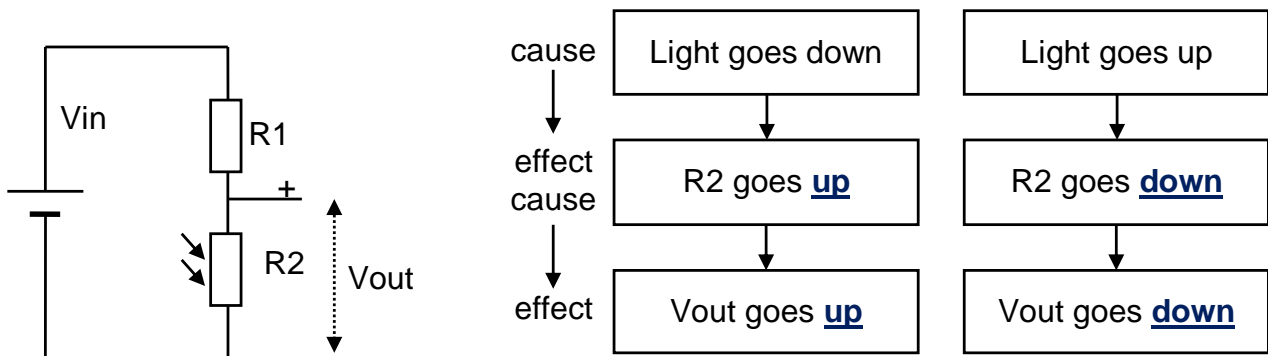 Vin
R1
+
R2
Vout
cause
effect
cause
effect
Light goes down
R2 goes up
Vout goes up
Light goes up
R2 goes down
Vout goes down